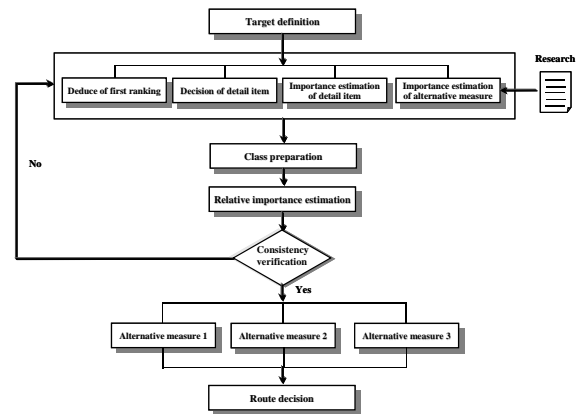 Target definition
Research
Deduce of first ranking
Decision of detail item
Importance estimation
of detail item
Importance estimation
of alternative measure
Class preparation
No
Relative importance estimation
Consistency
verification
Yes
Alternative measure 1
Alternative measure 2
Alternative measure 3
Route decision